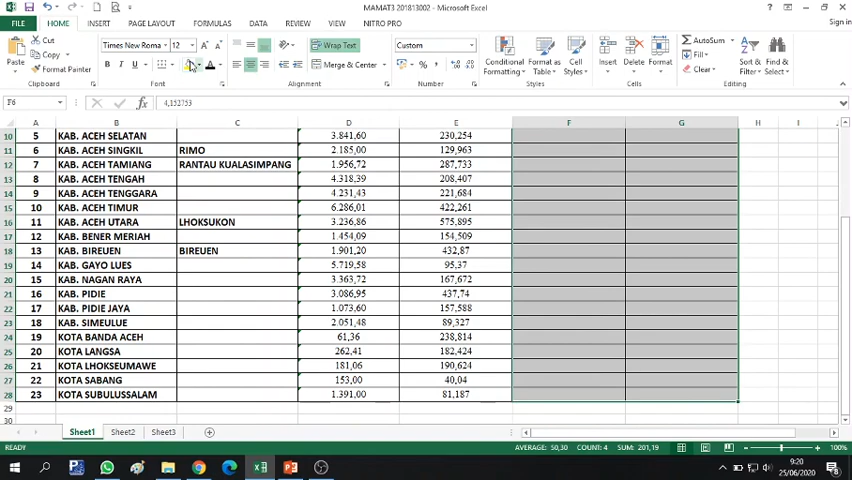 MAMAT3 201813002 - Microsoft Excel
FILE HOME INSERT PAGE LAYOUT FORMULAS DATA REVIEW VIEW NITRO PRO Sign in
Paste
Cut
Copy
Format Painter
Clipboard
Times New Roma 12
B I U
Font
Wrap Text
Merge & Center
Alignment
Custom
Number
Conditional Formatting
Format as Table
Cell Styles
Styles
Insert Delete Format
Cells
AutoSum
Fill
Clear
Sort & Filter
Find & Select
Editing
F6 4,152753
A B C D E F G H I
10 5 KAB. ACEH SELATAN 3.841,60 230,254
11 6 KAB. ACEH SINGKIL RIMO 2.185,00 129,963
12 7 KAB. ACEH TAMIANG RANTAU KUALASIMPANG 1.956,72 287,733
13 8 KAB. ACEH TENGAH 4.318,39 208,407
14 9 KAB. ACEH TENGGARA 4.231,43 221,684
15 10 KAB. ACEH TIMUR 6.286,01 422,261
16 11 KAB. ACEH UTARA LHOKSUKON 3.236,86 575,895
17 12 KAB. BENER MERIAH 1.454,09 154,509
18 13 KAB. BIREUEN BIREUEN 1.901,20 432,87
19 14 KAB. GAYO LUES 5.719,58 95,37
20 15 KAB. NAGAN RAYA 3.363,72 167,672
21 16 KAB. PIDIE 3.086,95 437,74
22 17 KAB. PIDIE JAYA 1.073,60 157,588
23 18 KAB. SIMEULUE 2.051,48 89,327
24 19 KOTA BANDA ACEH 61,36 238,814
25 20 KOTA LANGSA 262,41 182,424
26 21 KOTA LHOKSEUMAWE 181,06 190,624
27 22 KOTA SABANG 153,00 40,04
28 23 KOTA SUBULUSSALAM 1.391,00 81,187
29
30
Sheet1 Sheet2 Sheet3
READY AVERAGE: 50,30 COUNT: 4 SUM: 201,19 100%
9:20
25/06/2020